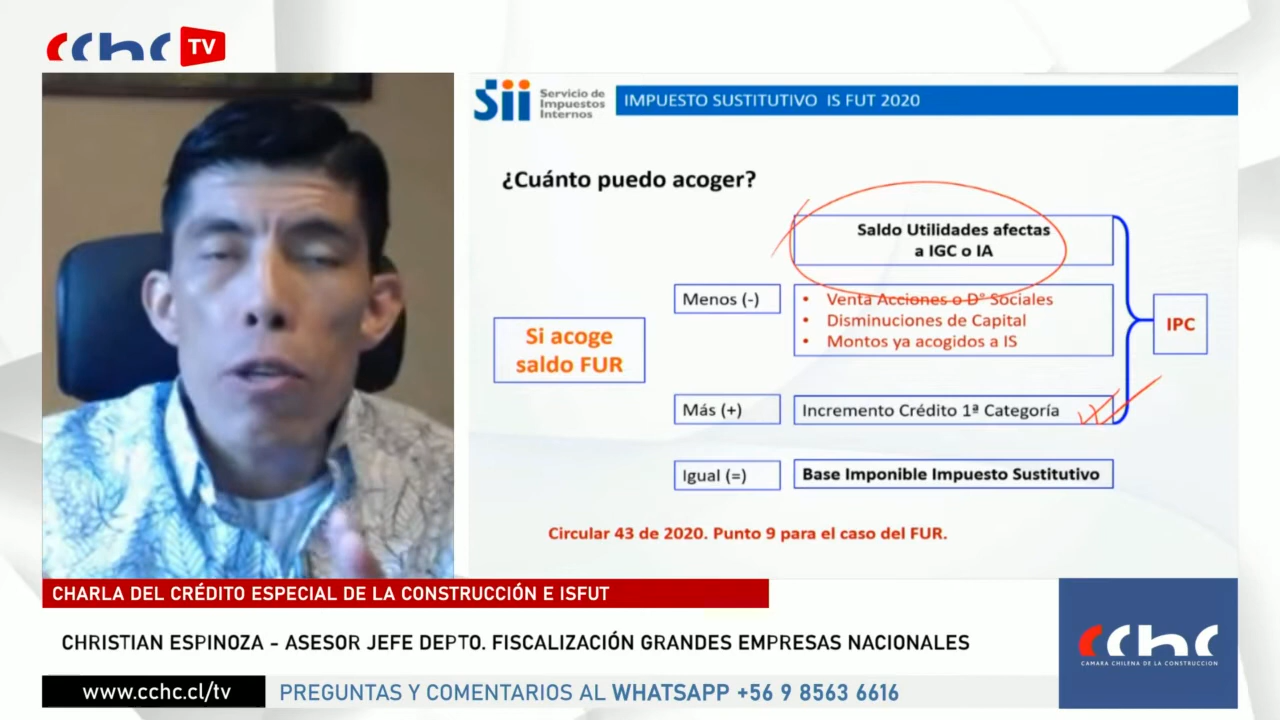 cchc TV
Sii Servicio de
Impuestos
Internos
IMPUESTO SUSTITUTIVO IS FUT 2020
¿Cuánto puedo acoger?
Saldo Utilidades afectas
a IGC o IA
Menos (-)
• Venta Acciones o D° Sociales
• Disminuciones de Capital
• Montos ya acogidos a IS
IPC
Si acoge
saldo FUR
Más (+)
Incremento Crédito 1ª Categoría
Igual (=)
Base Imponible Impuesto Sustitutivo
Circular 43 de 2020. Punto 9 para el caso del FUR.
CHARLA DEL CRÉDITO ESPECIAL DE LA CONSTRUCCIÓN E ISFUT
CHRISTIAN ESPINOZA - ASESOR JEFE DEPTO. FISCALIZACIÓN GRANDES EMPRESAS NACIONALES
cchc
CAMARA CHILENA DE LA CONSTRUCCION
www.cchc.cl/tv
PREGUNTAS Y COMENTARIOS AL WHATSAPP +56 9 8563 6616